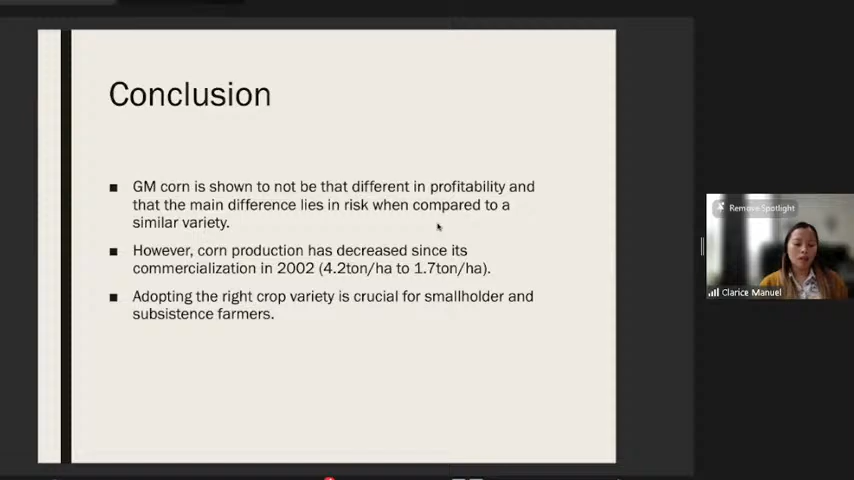 Conclusion
■ GM corn is shown to not be that different in profitability and
that the main difference lies in risk when compared to a
similar variety.
■ However, corn production has decreased since its
commercialization in 2002 (4.2ton/ha to 1.7ton/ha).
■ Adopting the right crop variety is crucial for smallholder and
subsistence farmers.
Remove Spotlight
Clarice Manuel